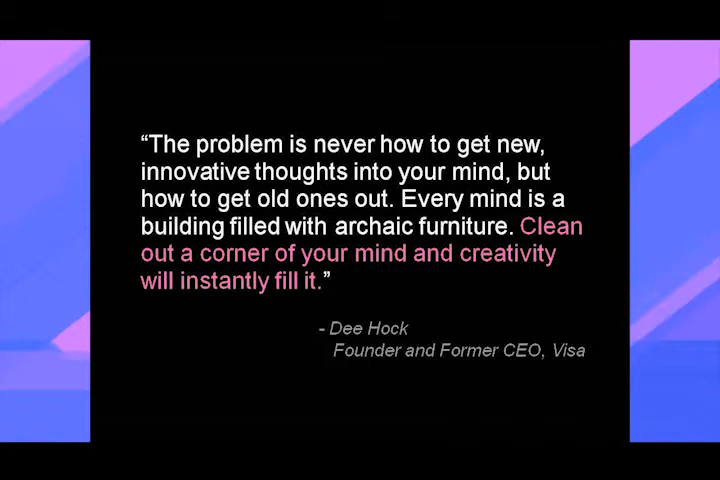 “The problem is never how to get new,
innovative thoughts into your mind, but
how to get old ones out. Every mind is a
building filled with archaic furniture. Clean
out a corner of your mind and creativity
will instantly fill it.”
- Dee Hock
Founder and Former CEO, Visa